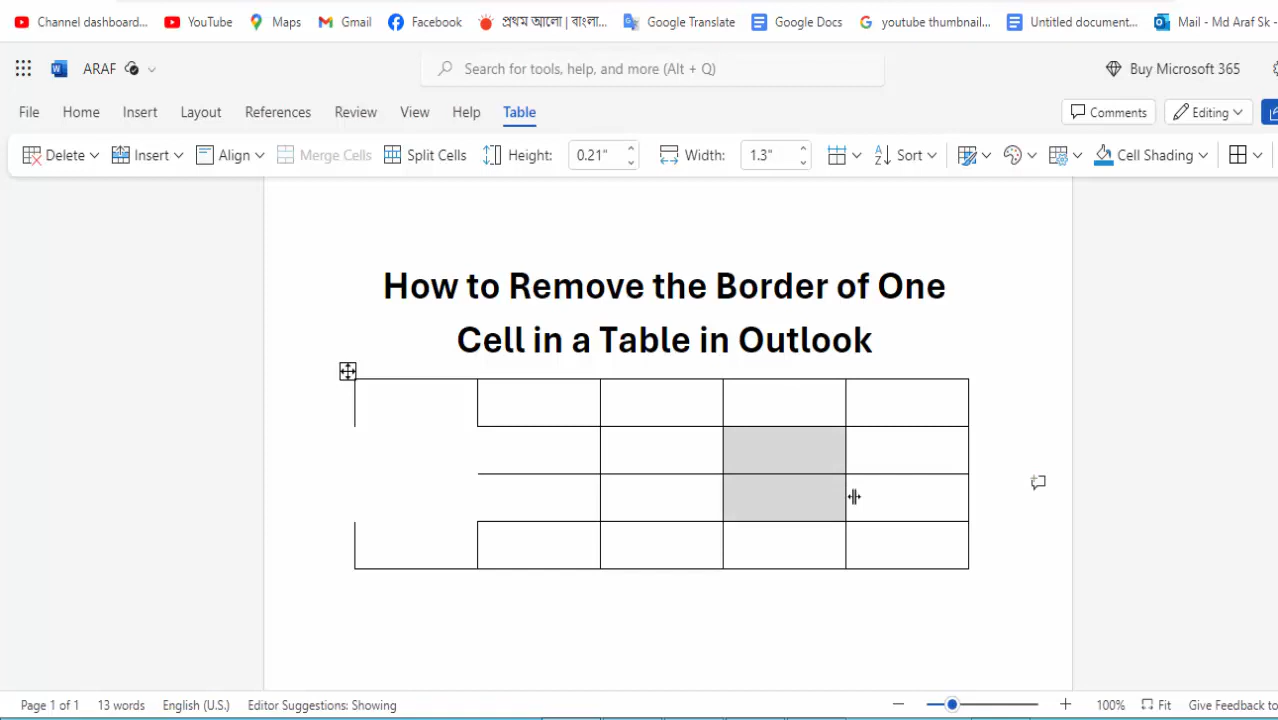 Channel dashboard... YouTube Maps Gmail Facebook প্রথম আলো | বাংলা... Google Translate Google Docs youtube thumbnail... Untitled document... Mail - Md Araf Sk -
ARAF Search for tools, help, and more (Alt + Q) Buy Microsoft 365
File Home Insert Layout References Review View Help Table Comments Editing
Delete Insert Align Merge Cells Split Cells Height: 0.21" Width: 1.3" Sort Cell Shading
How to Remove the Border of One
Cell in a Table in Outlook
Page 1 of 1 13 words English (U.S.) Editor Suggestions: Showing 100% Fit Give Feedback to